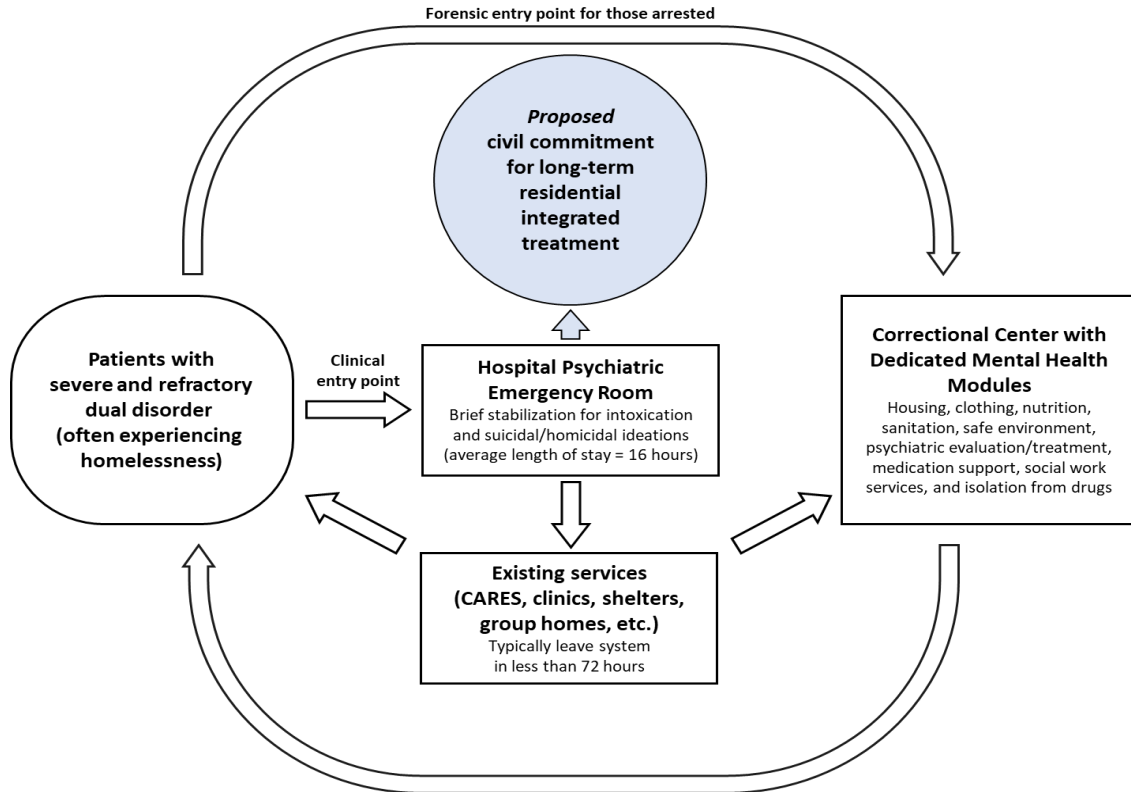 Forensic entry point for those arrested
Proposed
civil commitment
for long-term
residential
integrated
treatment
Patients with
severe and refractory
dual disorder
(often experiencing
homelessness)
Clinical
entry point
Hospital Psychiatric
Emergency Room
Brief stabilization for intoxication
and suicidal/homicidal ideations
(average length of stay = 16 hours)
Correctional Center with
Dedicated Mental Health
Modules
Housing, clothing, nutrition,
sanitation, safe environment,
psychiatric evaluation/treatment,
medication support, social work
services, and isolation from drugs
Existing services
(CARES, clinics, shelters,
group homes, etc.)
Typically leave system
in less than 72 hours